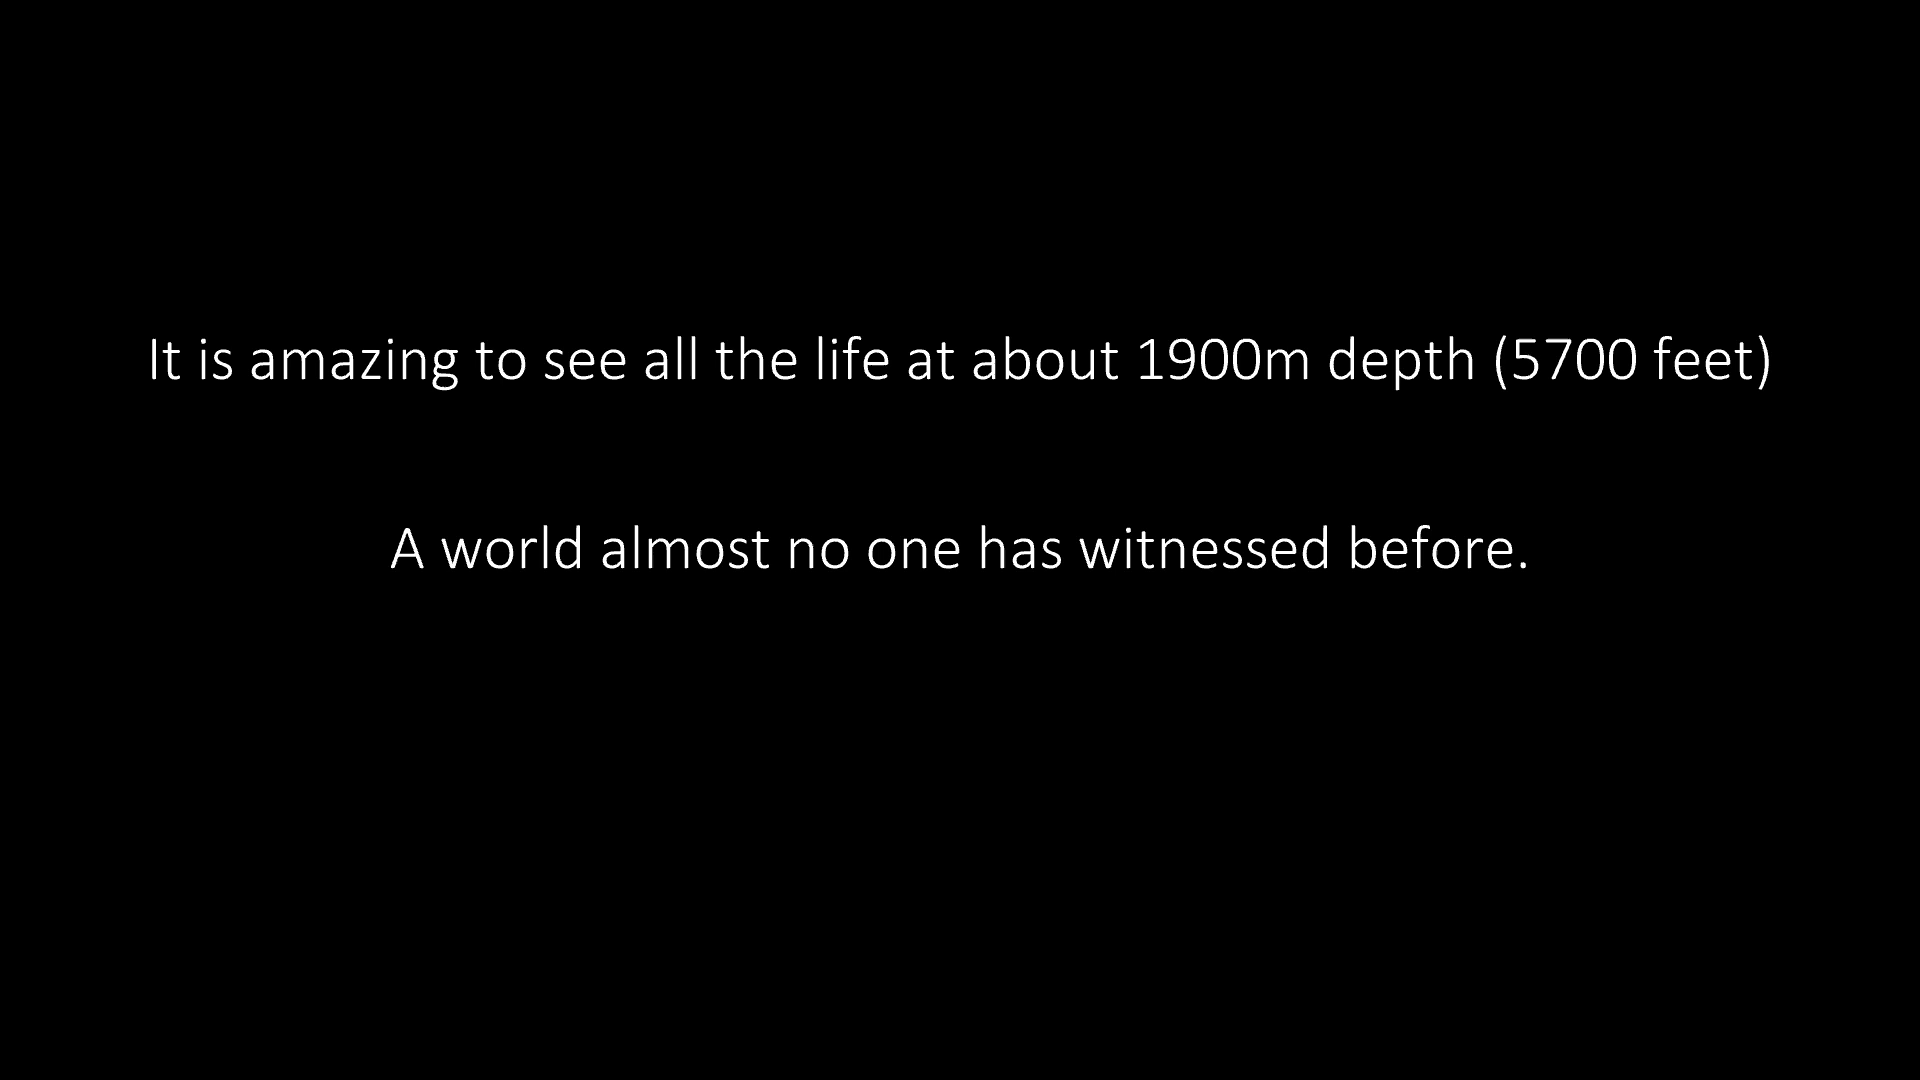 It is amazing to see all the life at about 1900m depth (5700 feet)
A world almost no one has witnessed before.